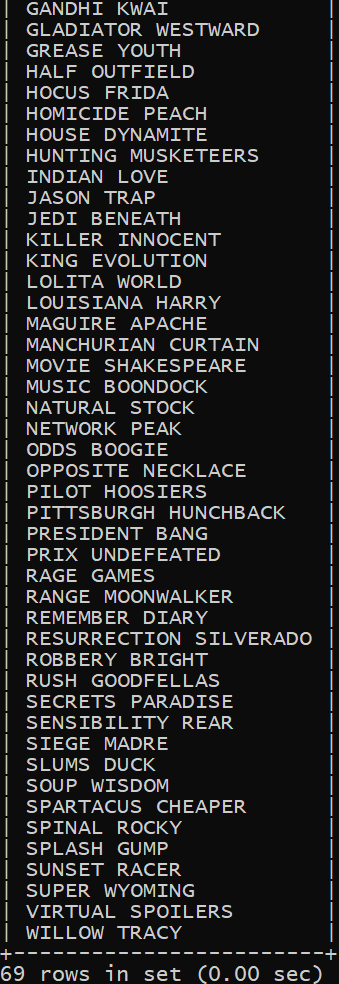 | GANDHI KWAI |
| GLADIATOR WESTWARD |
| GREASE YOUTH |
| HALF OUTFIELD |
| HOCUS FRIDA |
| HOMICIDE PEACH |
| HOUSE DYNAMITE |
| HUNTING MUSKETEERS |
| INDIAN LOVE |
| JASON TRAP |
| JEDI BENEATH |
| KILLER INNOCENT |
| KING EVOLUTION |
| LOLITA WORLD |
| LOUISIANA HARRY |
| MAGUIRE APACHE |
| MANCHURIAN CURTAIN |
| MOVIE SHAKESPEARE |
| MUSIC BOONDOCK |
| NATURAL STOCK |
| NETWORK PEAK |
| ODDS BOOGIE |
| OPPOSITE NECKLACE |
| PILOT HOOSIERS |
| PITTSBURGH HUNCHBACK |
| PRESIDENT BANG |
| PRIX UNDEFEATED |
| RAGE GAMES |
| RANGE MOONWALKER |
| REMEMBER DIARY |
| RESURRECTION SILVERADO |
| ROBBERY BRIGHT |
| RUSH GOODFELLAS |
| SECRETS PARADISE |
| SENSIBILITY REAR |
| SIEGE MADRE |
| SLUMS DUCK |
| SOUP WISDOM |
| SPARTACUS CHEAPER |
| SPINAL ROCKY |
| SPLASH GUMP |
| SUNSET RACER |
| SUPER WYOMING |
| VIRTUAL SPOILERS |
| WILLOW TRACY |
+------------------------+
69 rows in set (0.00 sec)